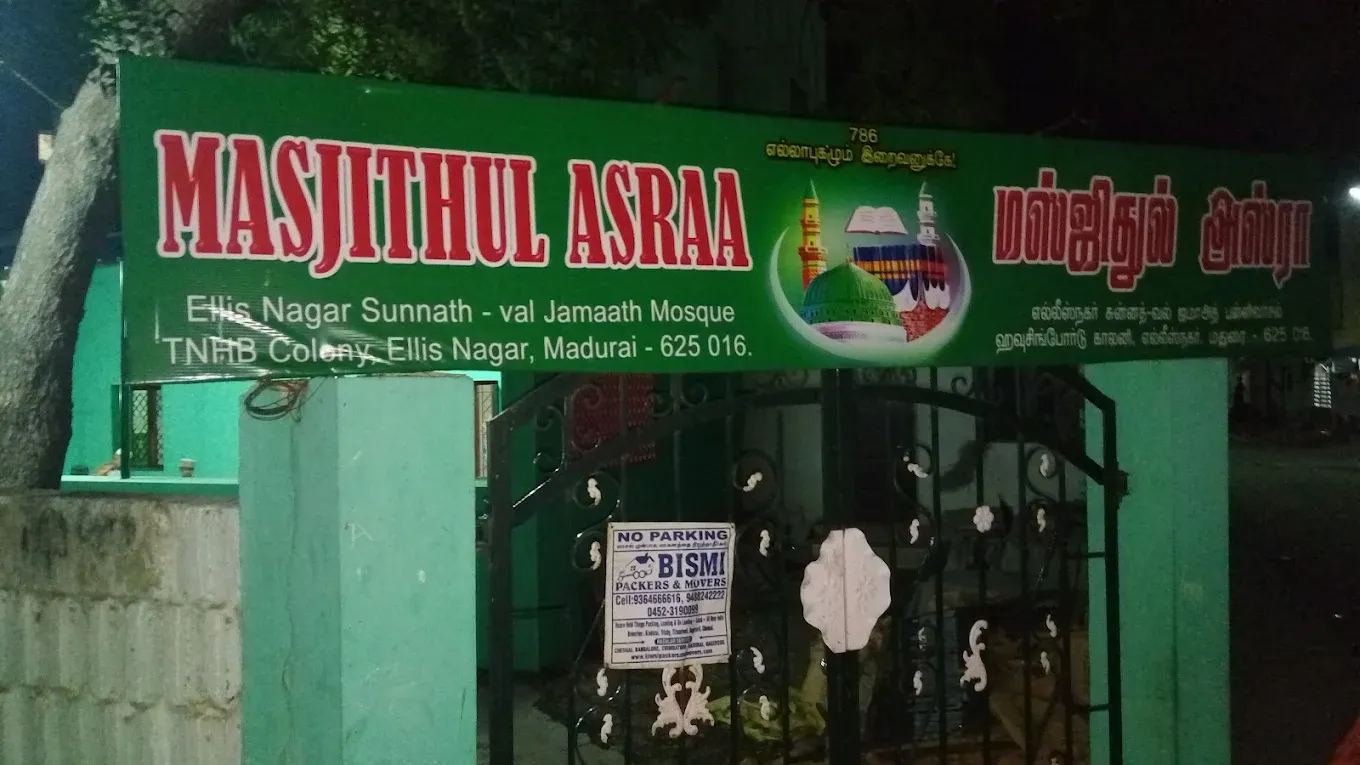 786
எல்லாபுகழும் இறைவனுக்கே!
MASJITHUL ASRAA
Ellis Nagar Sunnath - val Jamaath Mosque
TNHB Colony, Ellis Nagar, Madurai - 625 016.
மஸ்ஜிதுல் அஸ்ரா
எல்லீஸ்நகர் சுன்னத்-வல் ஜமாஅத் பள்ளிவாசல்
ஹவுசிங்போர்டு காலனி, எல்லீஸ்நகர், மதுரை - 625 016.
NO PARKING
BISMI
PACKERS & MOVERS
Cell:9364666616, 9488242222
0452-3190099